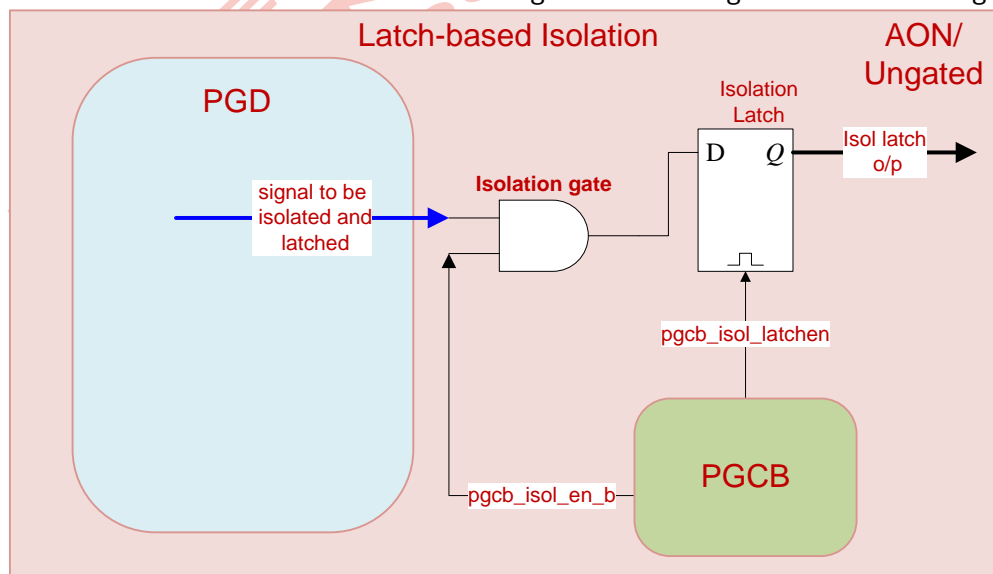 Latch-based Isolation
AON/
Ungated
PGD
Isolation
Latch
D
Q
Isol latch
o/p
Isolation gate
signal to be
isolated and
latched
pgcb_isol_latchen
PGCB
pgcb_isol_en_b